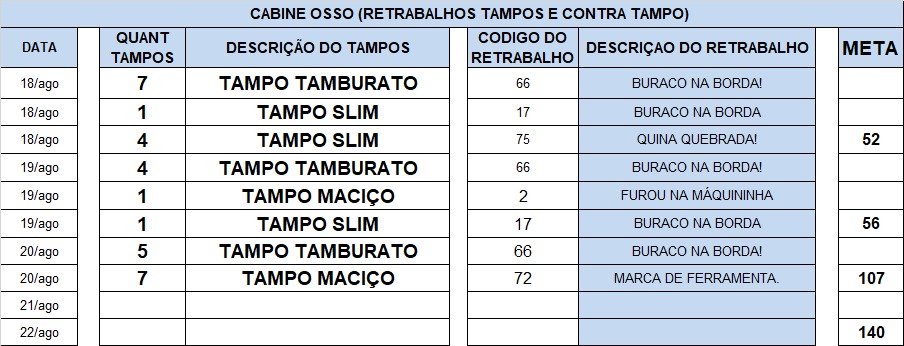 CABINE OSSO (RETRABALHOS TAMPOS E CONTRA TAMPO)
DATA QUANT TAMPOS DESCRIÇÃO DO TAMPOS CODIGO DO RETRABALHO DESCRIÇAO DO RETRABALHO META
18/ago 7 TAMPO TAMBURATO 66 BURACO NA BORDA!
18/ago 1 TAMPO SLIM 17 BURACO NA BORDA
18/ago 4 TAMPO SLIM 75 QUINA QUEBRADA! 52
19/ago 4 TAMPO TAMBURATO 66 BURACO NA BORDA!
19/ago 1 TAMPO MACIÇO 2 FUROU NA MÁQUININHA
19/ago 1 TAMPO SLIM 17 BURACO NA BORDA 56
20/ago 5 TAMPO TAMBURATO 66 BURACO NA BORDA!
20/ago 7 TAMPO MACIÇO 72 MARCA DE FERRAMENTA. 107
21/ago
22/ago 140